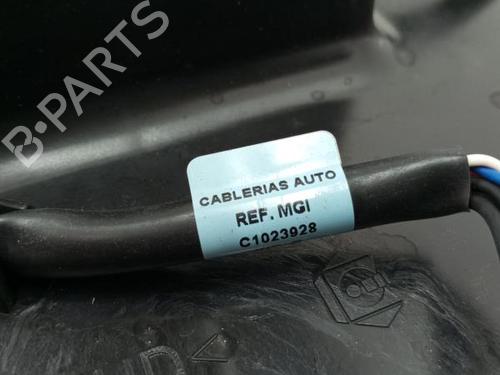 B-PARTS
CABLERIAS AUTO
REF. MGI
C1023928